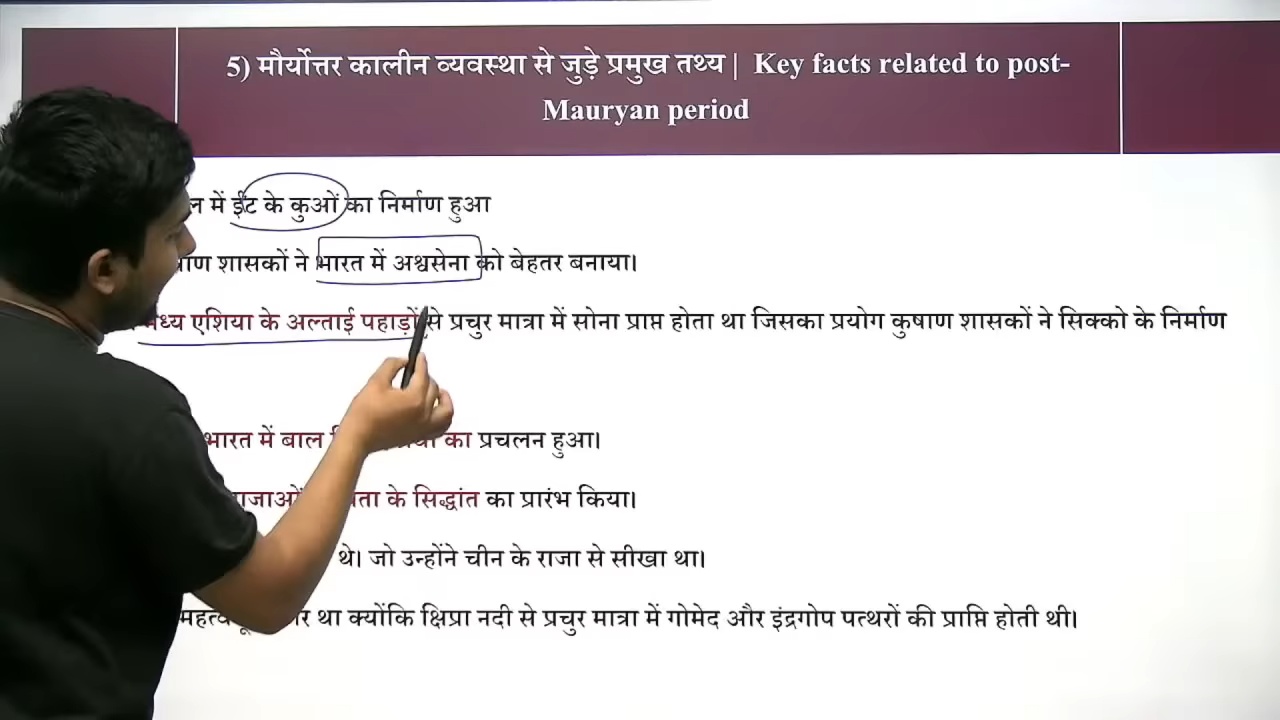 5) मौर्योत्तर कालीन व्यवस्था से जुड़े प्रमुख तथ्य | Key facts related to post-
Mauryan period
में ईंट के कुओं का निर्माण हुआ
शासकों ने भारत में अश्वसेना को बेहतर बनाया।
मध्य एशिया के अल्ताई पहाड़ों से प्रचुर मात्रा में सोना प्राप्त होता था जिसका प्रयोग कुषाण शासकों ने सिक्को के निर्माण
भारत में बाल का प्रचलन हुआ।
के सिद्धांत का प्रारंभ किया।
थे। जो उन्होंने चीन के राजा से सीखा था।
था क्योंकि क्षिप्रा नदी से प्रचुर मात्रा में गोमेद और इंद्रगोप पत्थरों की प्राप्ति होती थी।